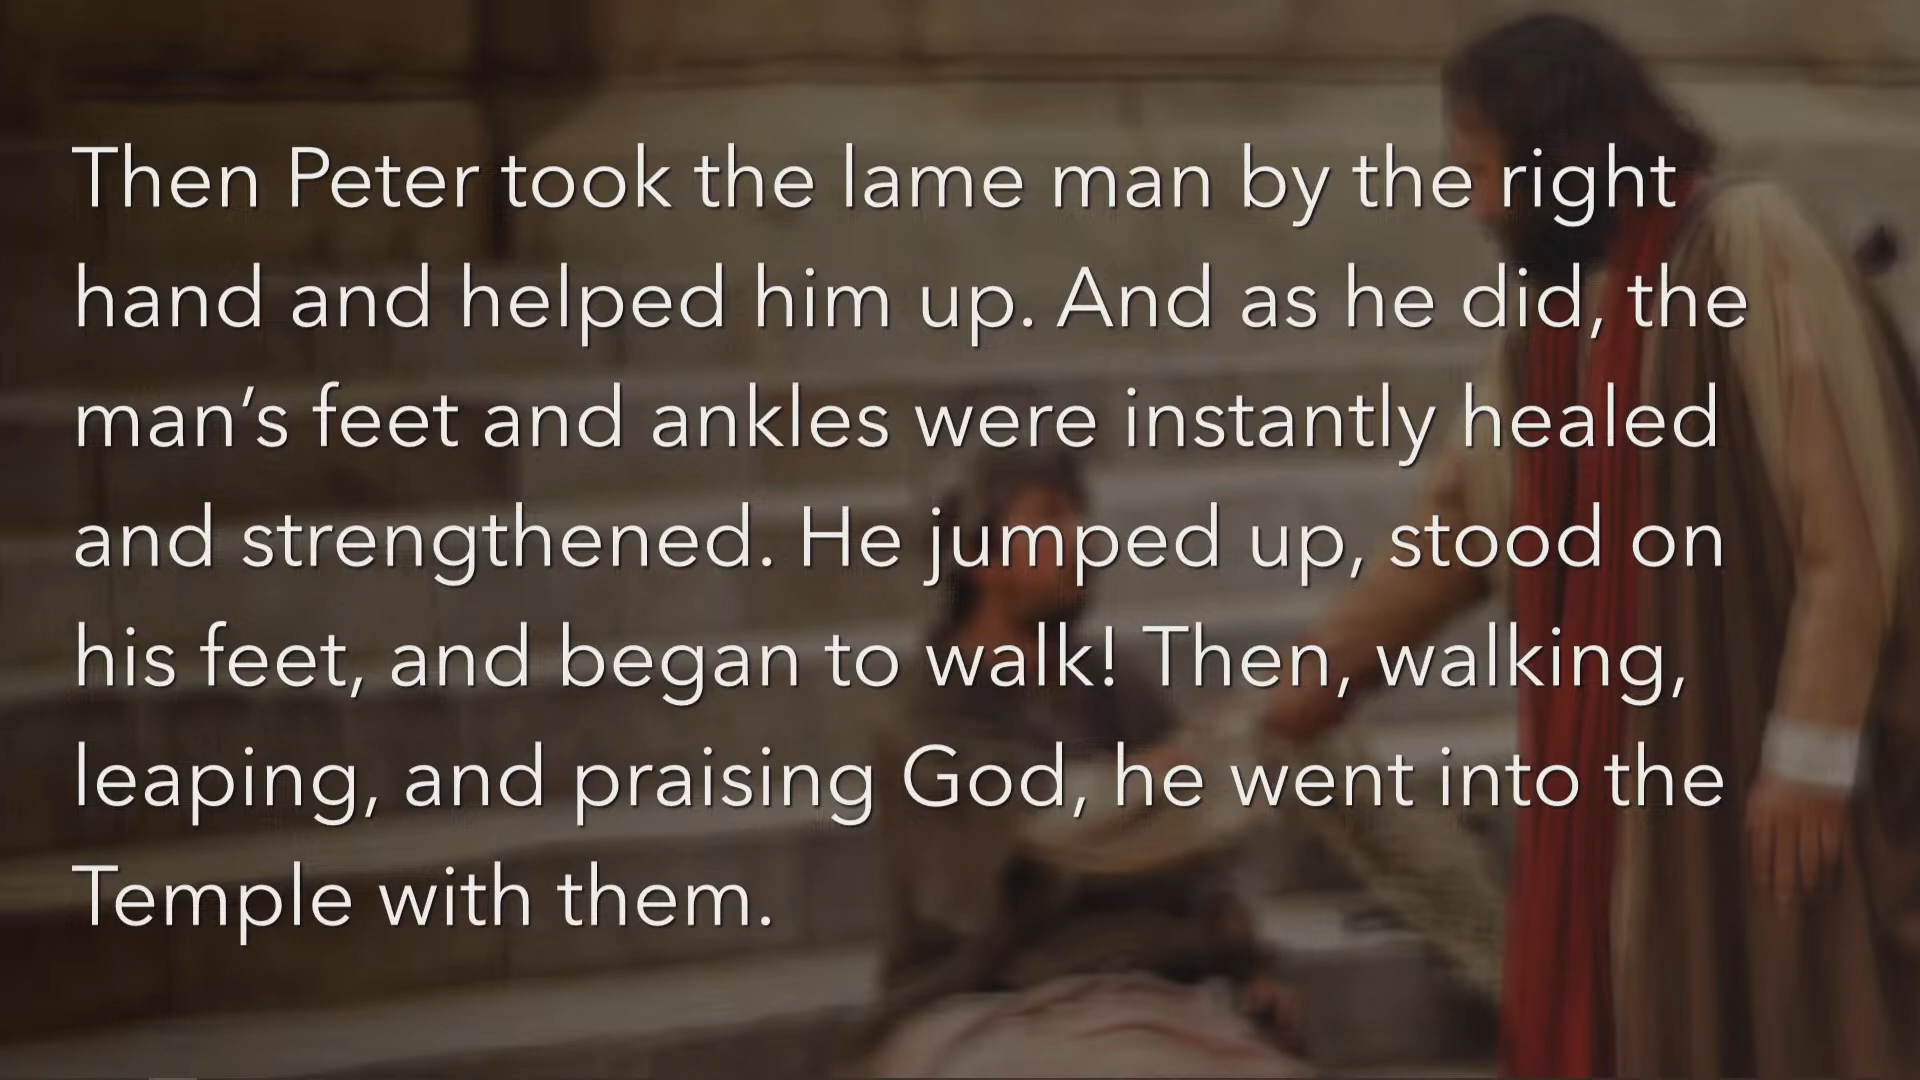 Then Peter took the lame man by the right
hand and helped him up. And as he did, the
man’s feet and ankles were instantly healed
and strengthened. He jumped up, stood on
his feet, and began to walk! Then, walking,
leaping, and praising God, he went into the
Temple with them.